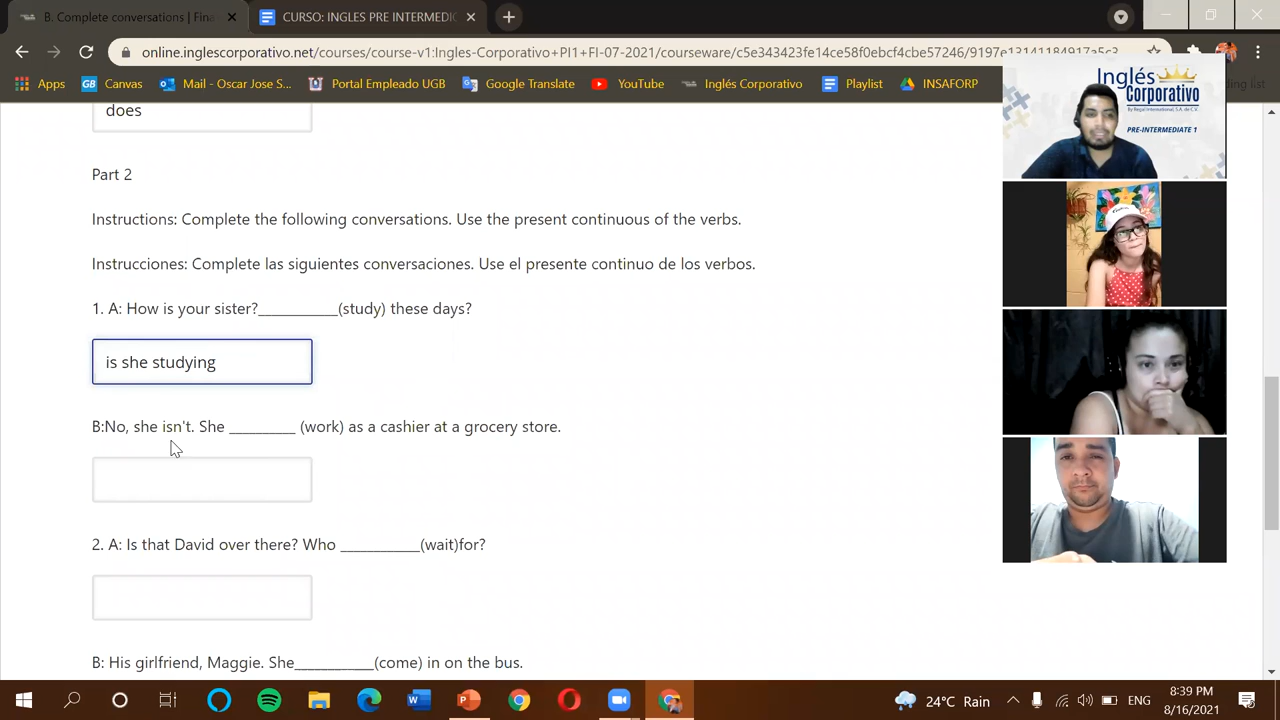 B. Complete conversations | Fina
CURSO: INGLES PRE INTERMEDIO
online.inglescorporativo.net/courses/course-v1:Ingles-Corporativo+PI1+FI-07-2021/courseware/c5e343423fe14ce58f0ebcf4cbe57246/9197e13141184917a5c3
Apps Canvas Mail - Oscar Jose S... Portal Empleado UGB Google Translate YouTube Inglés Corporativo Playlist INSAFORP
Inglés
Corporativo
By Regal International, S.A. de C.V.
PRE-INTERMEDIATE 1
does
Part 2
Instructions: Complete the following conversations. Use the present continuous of the verbs.
Instrucciones: Complete las siguientes conversaciones. Use el presente continuo de los verbos.
1. A: How is your sister?__________(study) these days?
is she studying
B:No, she isn't. She _________ (work) as a cashier at a grocery store.
2. A: Is that David over there? Who __________(wait)for?
B: His girlfriend, Maggie. She__________(come) in on the bus.
24°C Rain
ENG
8:39 PM
8/16/2021